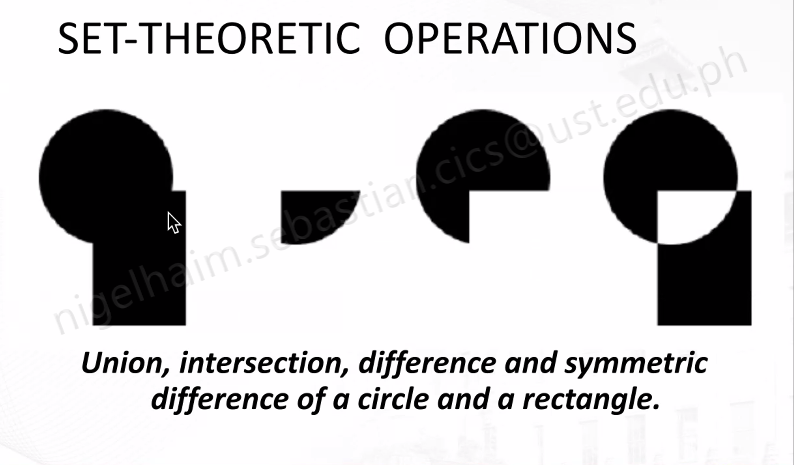 SET-THEORETIC OPERATIONS
nigelhaim.sebastian.cics@ust.edu.ph
Union, intersection, difference and symmetric
difference of a circle and a rectangle.